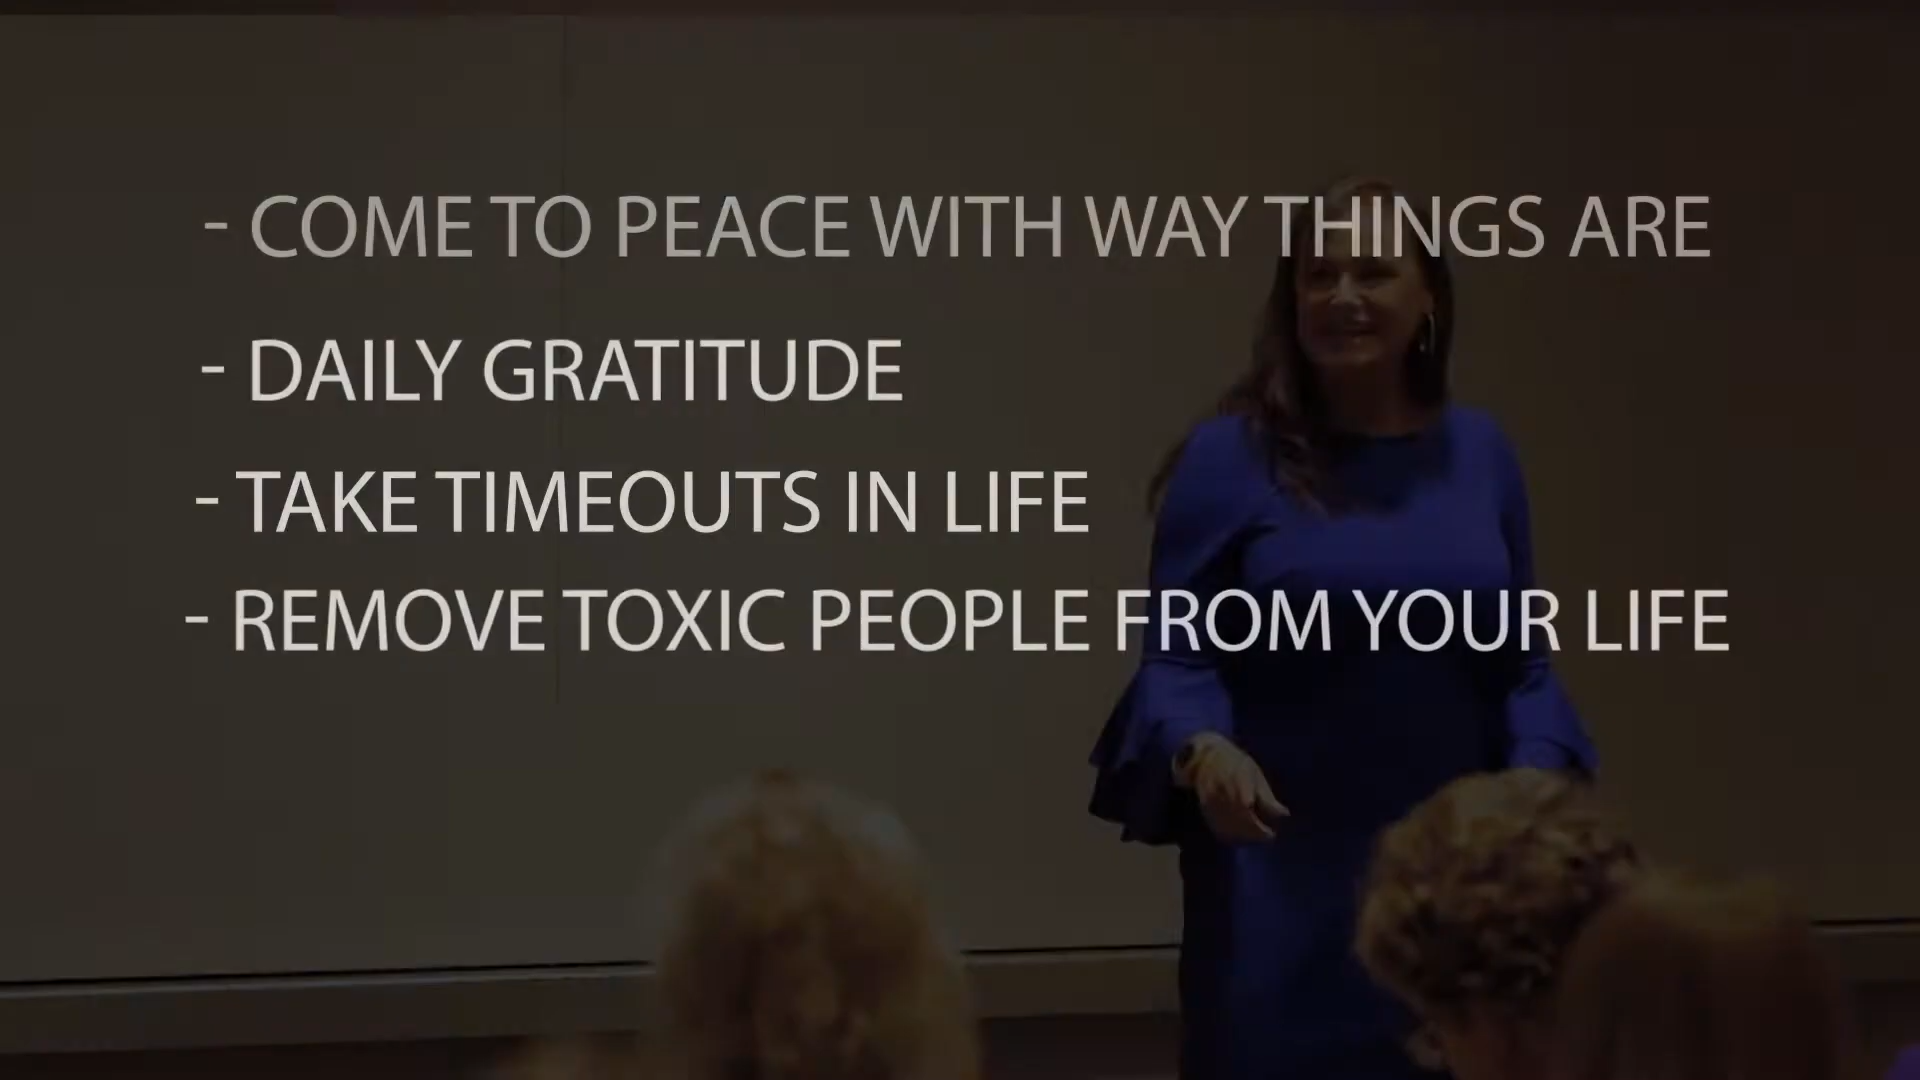 - COME TO PEACE WITH WAY THINGS ARE
- DAILY GRATITUDE
- TAKE TIMEOUTS IN LIFE
- REMOVE TOXIC PEOPLE FROM YOUR LIFE